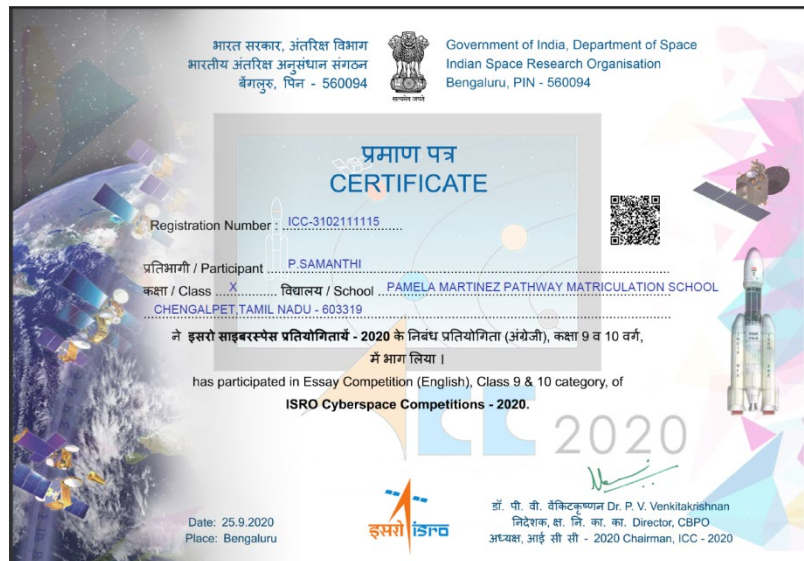 भारत सरकार, अंतरिक्ष विभाग
भारतीय अंतरिक्ष अनुसंधान संगठन
बेंगलुरु, पिन - 560094
सत्यमेव जयते
Government of India, Department of Space
Indian Space Research Organisation
Bengaluru, PIN - 560094
प्रमाण पत्र
CERTIFICATE
Registration Number : ICC-3102111115
प्रतिभागी / Participant P.SAMANTHI
कक्षा / Class X विद्यालय / School PAMELA MARTINEZ PATHWAY MATRICULATION SCHOOL
CHENGALPET,TAMIL NADU - 603319
ने इसरो साइबरस्पेस प्रतियोगितायें - 2020 के निबंध प्रतियोगिता (अंग्रेजी), कक्षा 9 व 10 वर्ग,
में भाग लिया ।
has participated in Essay Competition (English), Class 9 & 10 category, of
ISRO Cyberspace Competitions - 2020.
ICC 2020
डॉ. पी. वी. वेंकिटकृष्णन Dr. P. V. Venkitakrishnan
निदेशक, क्ष. नि. का. का. Director, CBPO
अध्यक्ष, आई सी सी - 2020 Chairman, ICC - 2020
Date: 25.9.2020
Place: Bengaluru
इसरो isro